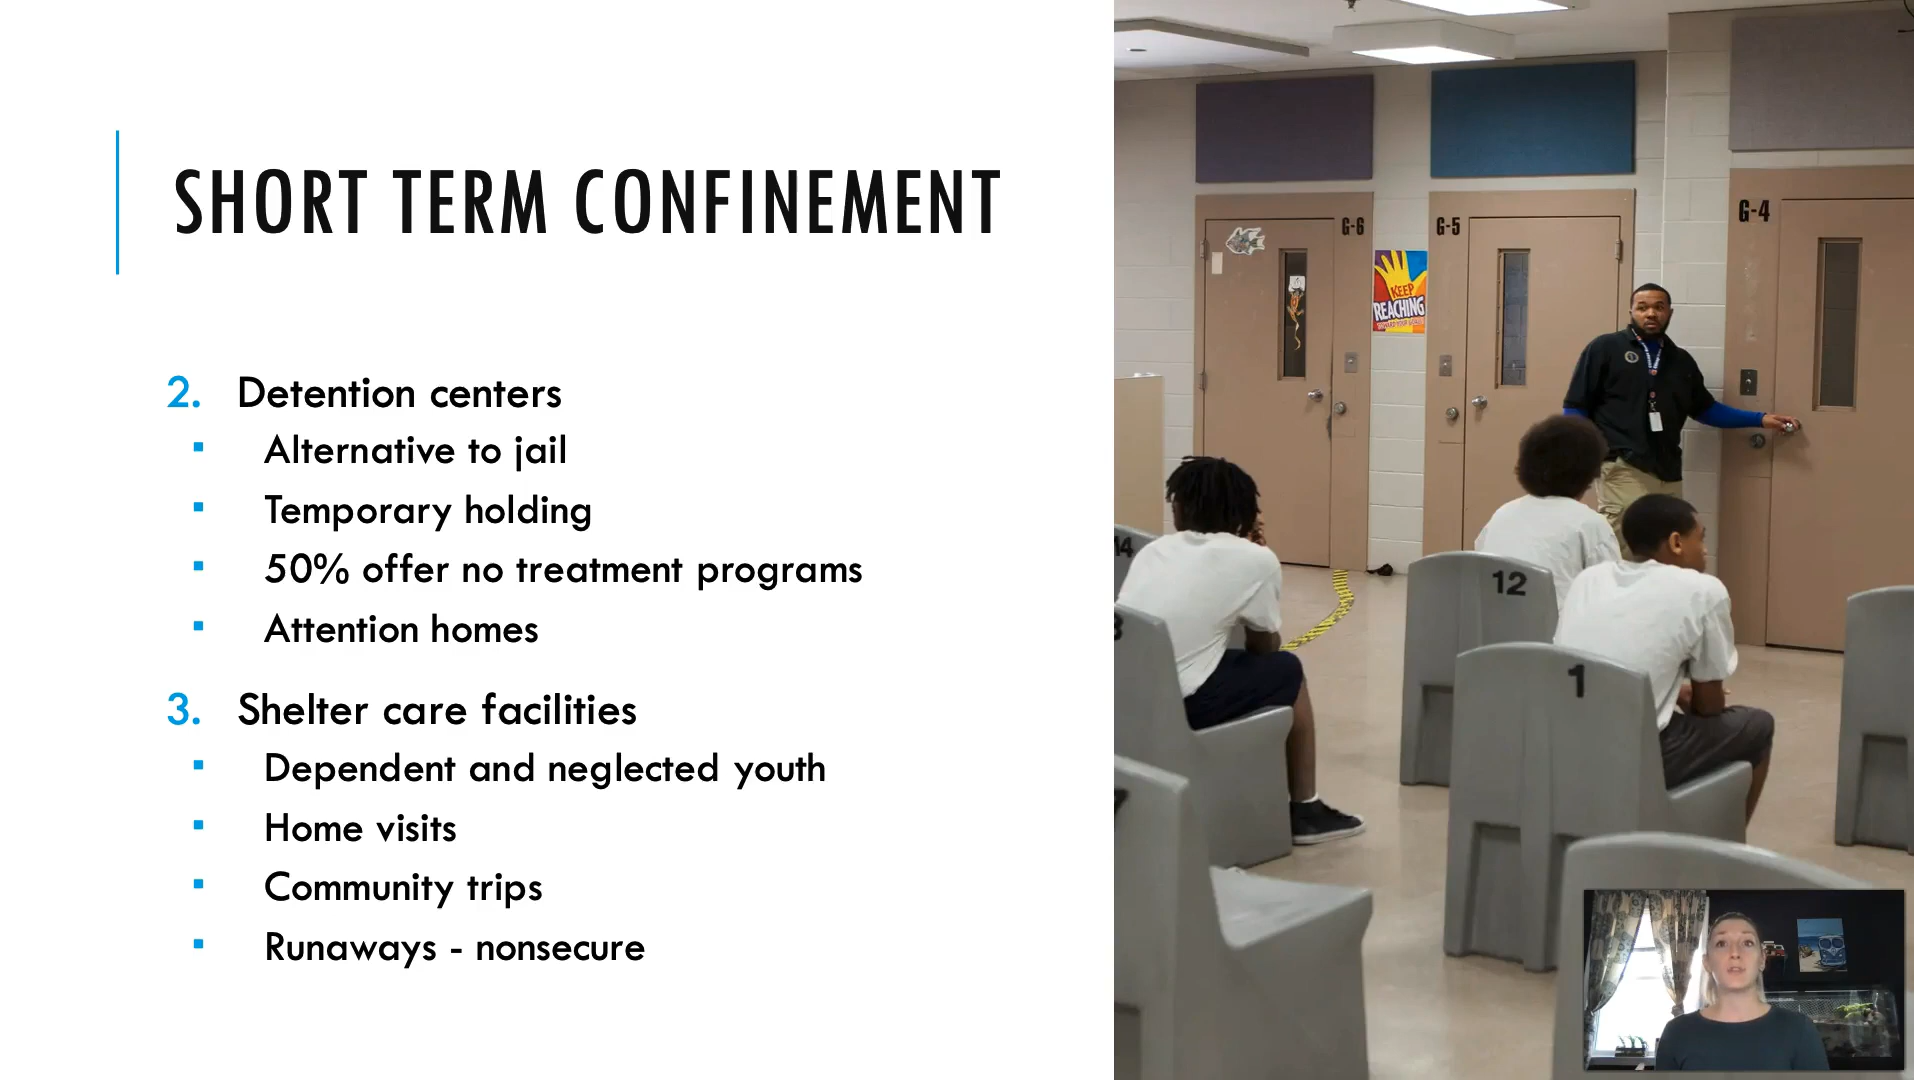 SHORT TERM CONFINEMENT
2. Detention centers
▪ Alternative to jail
▪ Temporary holding
▪ 50% offer no treatment programs
▪ Attention homes
3. Shelter care facilities
▪ Dependent and neglected youth
▪ Home visits
▪ Community trips
▪ Runaways - nonsecure
G-6
G-5
G-4
KEEP
REACHING
14
12
1